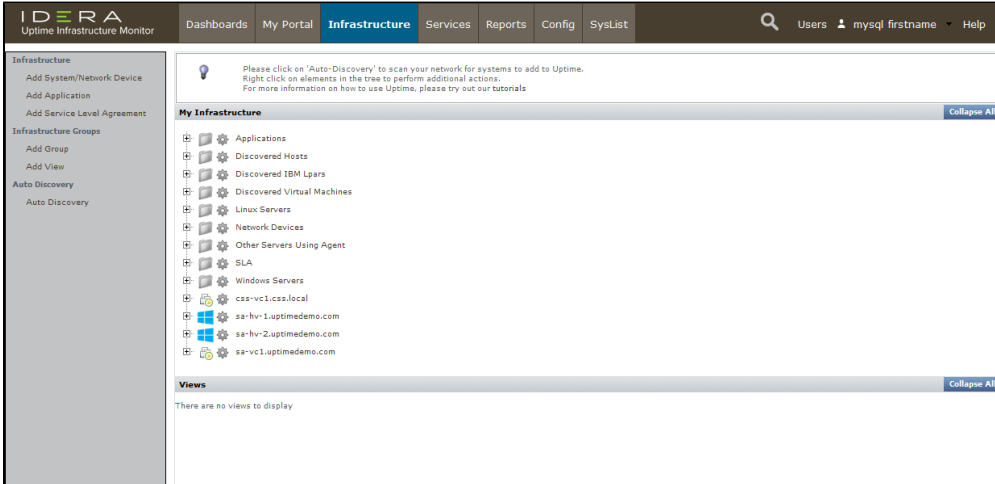 IDERA
Uptime Infrastructure Monitor
Dashboards My Portal Infrastructure Services Reports Config SysList Users mysql firstname Help
Infrastructure
Add System/Network Device
Add Application
Add Service Level Agreement
Infrastructure Groups
Add Group
Add View
Auto Discovery
Auto Discovery
Please click on 'Auto-Discovery' to scan your network for systems to add to Uptime.
Right click on elements in the tree to perform additional actions.
For more information on how to use Uptime, please try out our tutorials
My Infrastructure Collapse All
Applications
Discovered Hosts
Discovered IBM Lpars
Discovered Virtual Machines
Linux Servers
Network Devices
Other Servers Using Agent
SLA
Windows Servers
css-vc1.css.local
sa-hv-1.uptimedemo.com
sa-hv-2.uptimedemo.com
sa-vc1.uptimedemo.com
Views Collapse All
There are no views to display